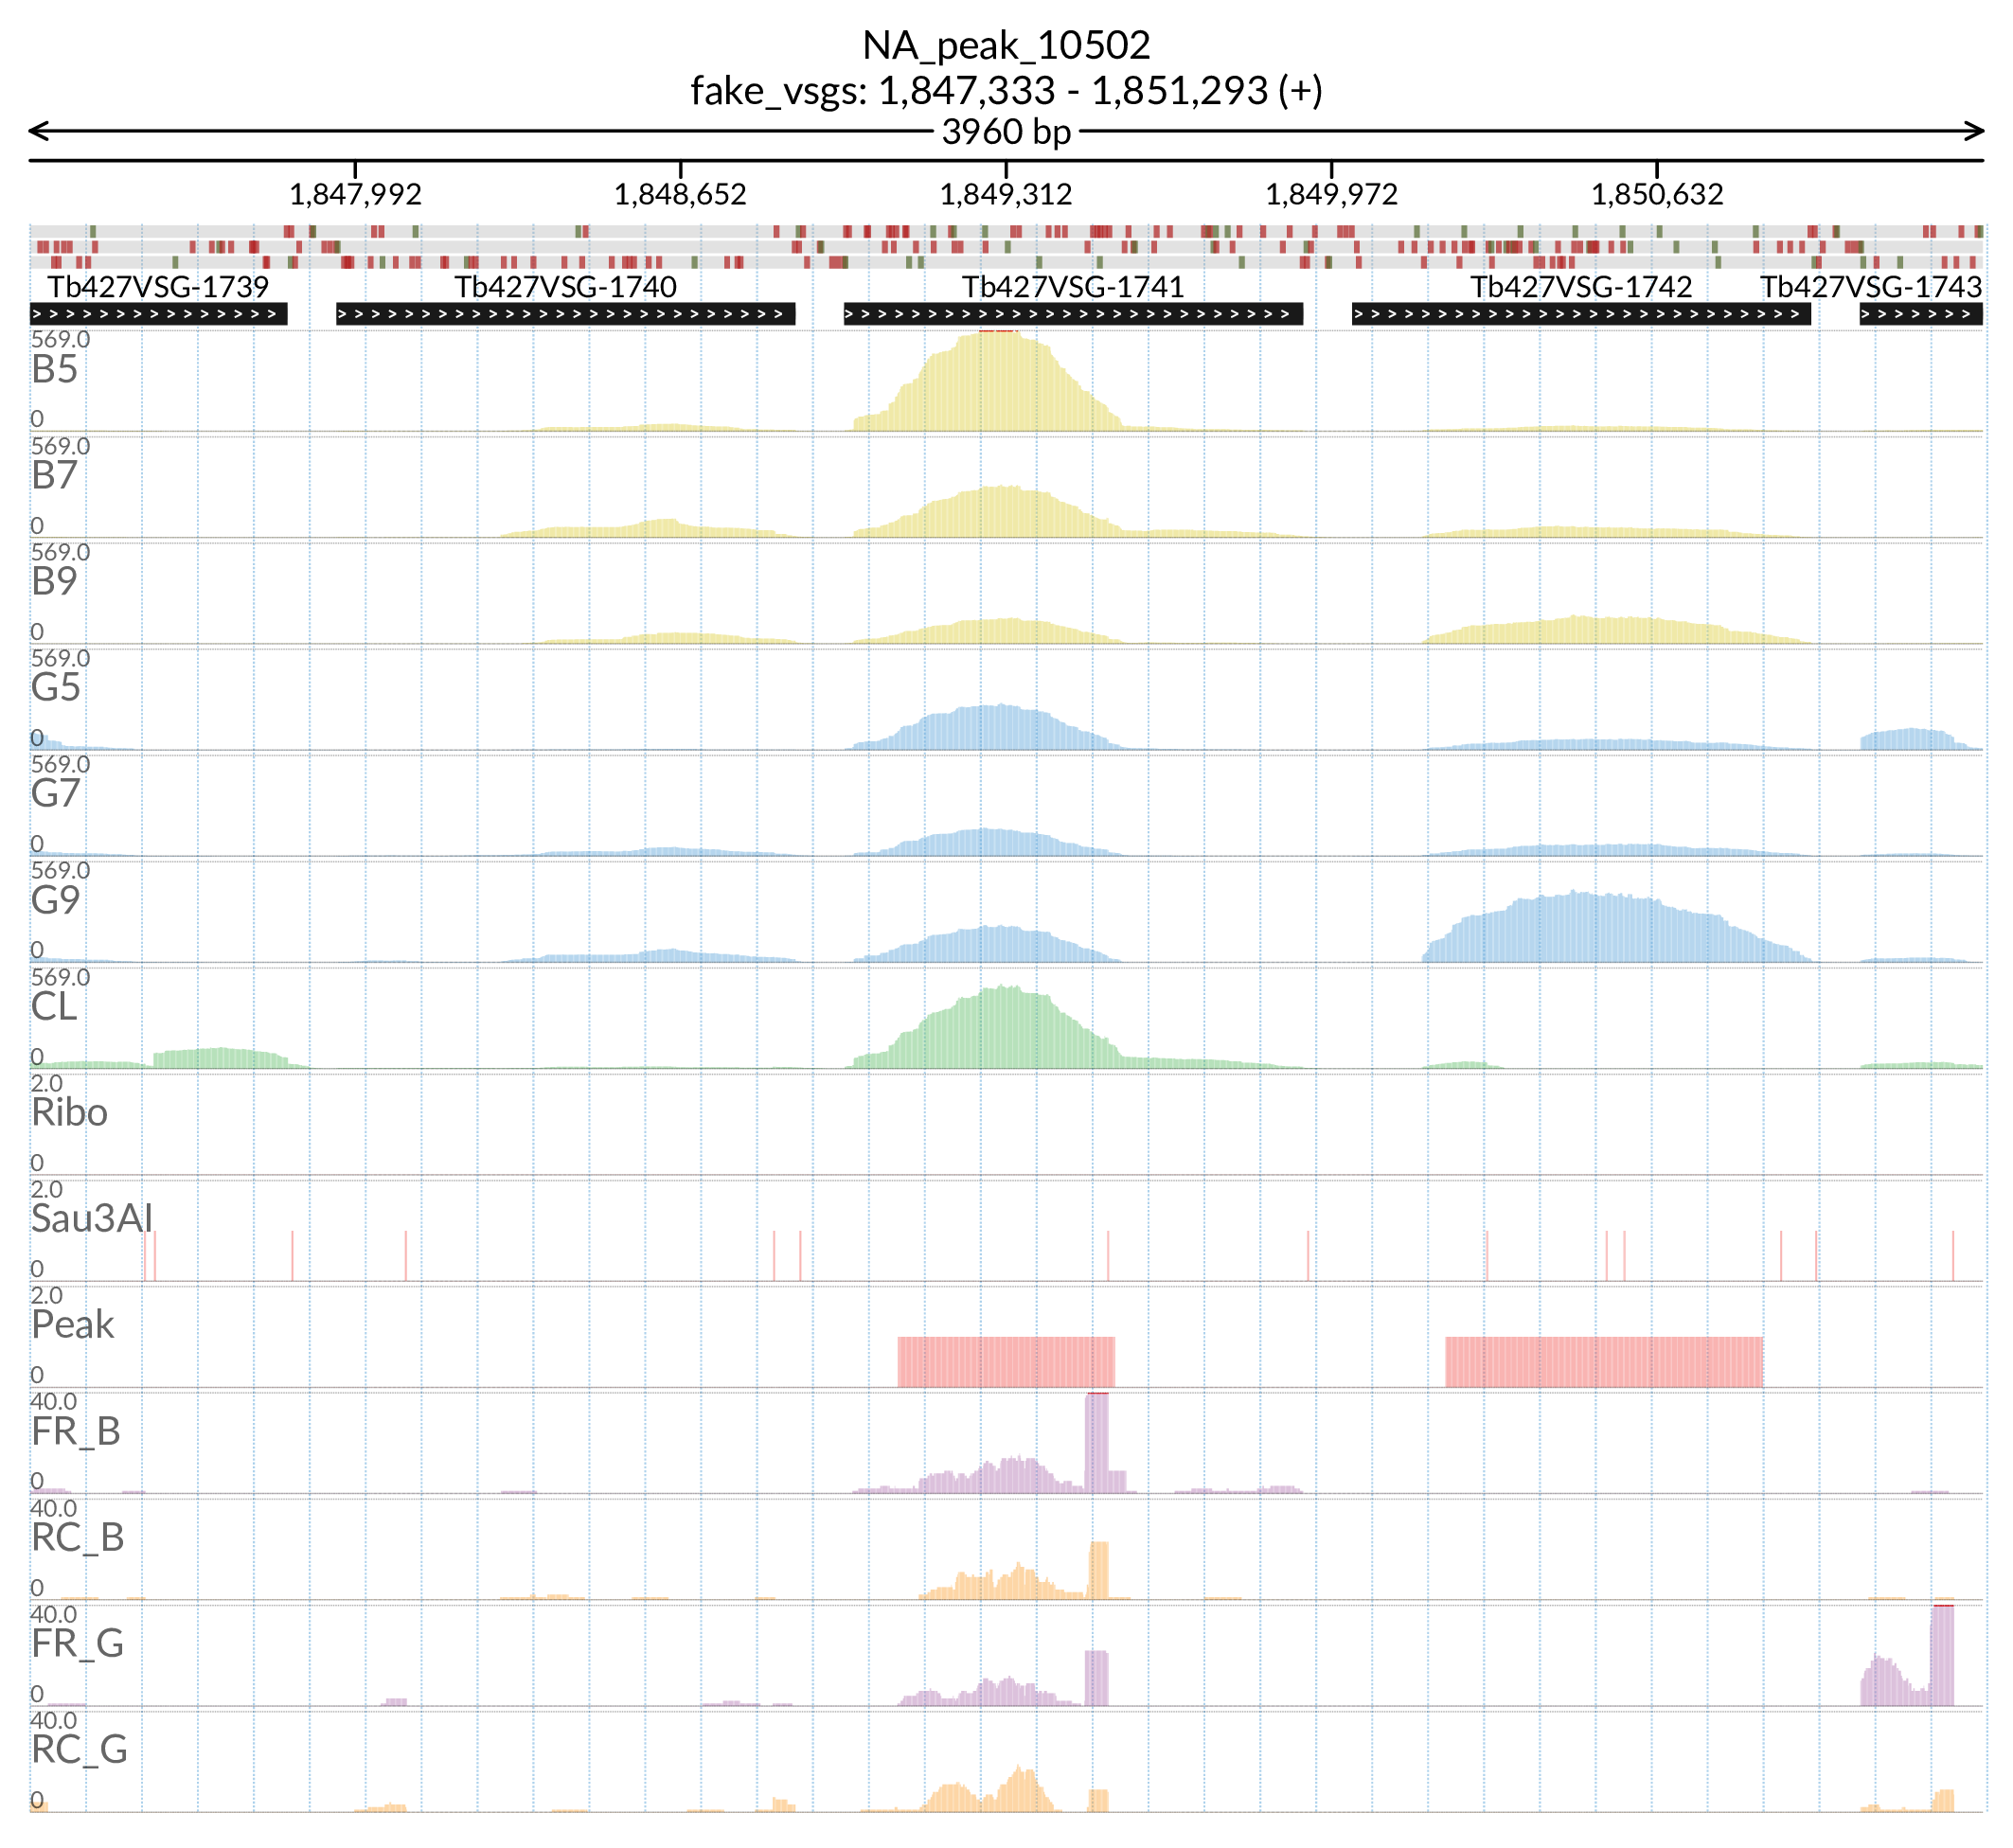 NA_peak_10502
fake_vsgs: 1,847,333 - 1,851,293 (+)
3960 bp
1,847,992 1,848,652 1,849,312 1,849,972 1,850,632
Tb427VSG-1739 Tb427VSG-1740 Tb427VSG-1741 Tb427VSG-1742 Tb427VSG-1743
569.0
B5
0
569.0
B7
0
569.0
B9
0
569.0
G5
0
569.0
G7
0
569.0
G9
0
569.0
CL
0
2.0
Ribo
0
2.0
Sau3AI
0
2.0
Peak
0
40.0
FR_B
0
40.0
RC_B
0
40.0
FR_G
0
40.0
RC_G
0